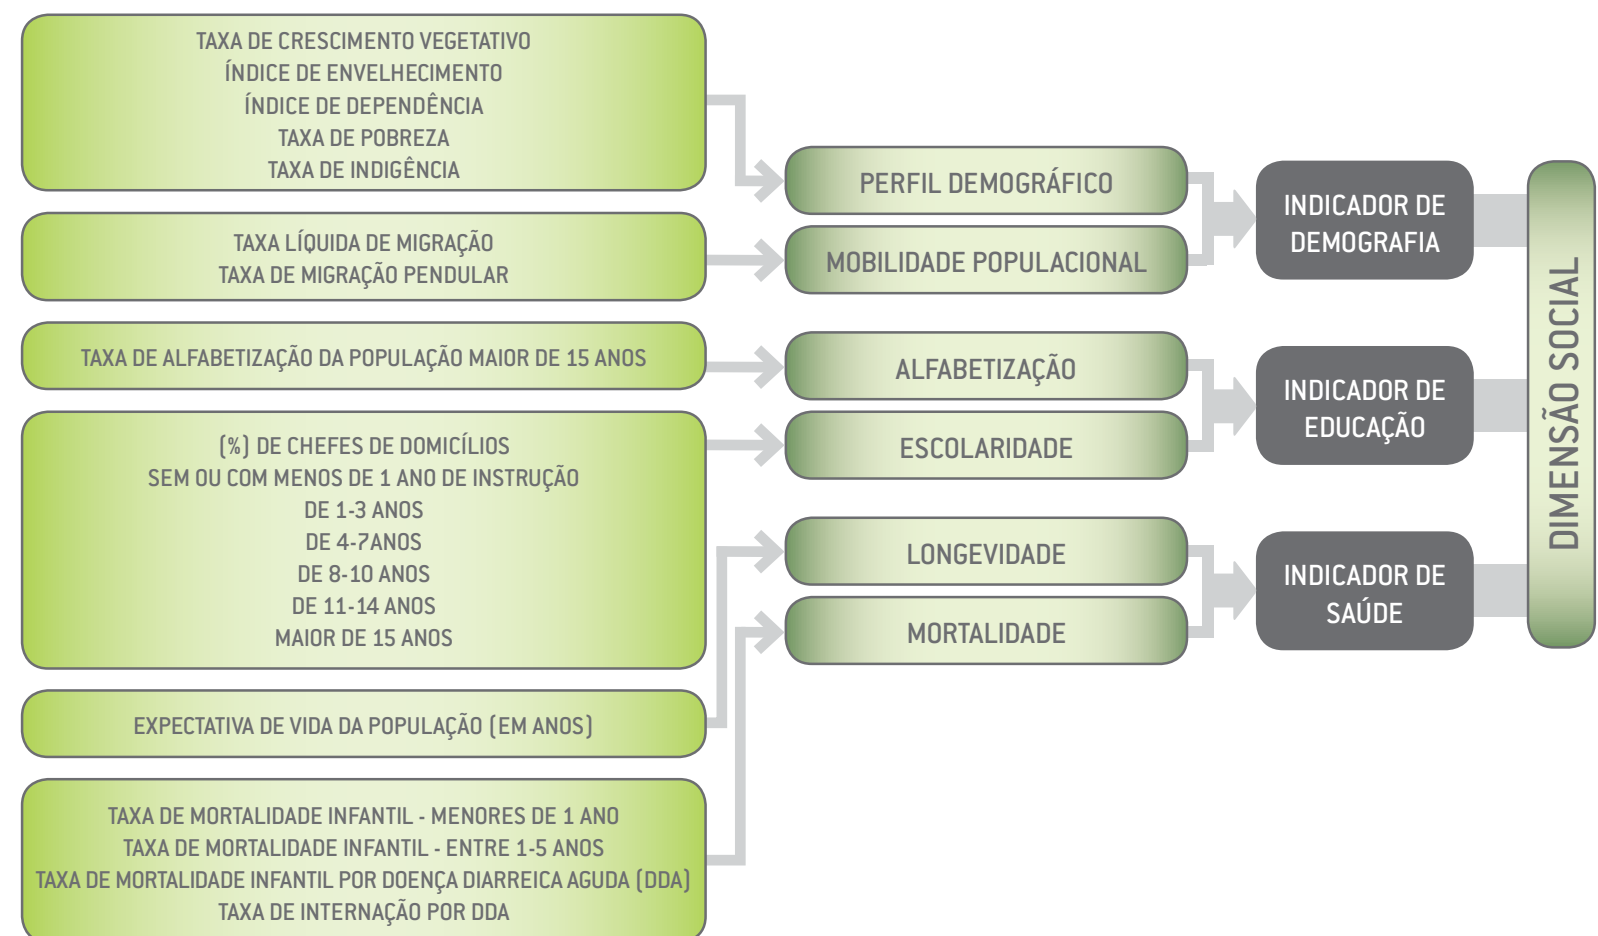 TAXA DE CRESCIMENTO VEGETATIVO
ÍNDICE DE ENVELHECIMENTO
ÍNDICE DE DEPENDÊNCIA
TAXA DE POBREZA
TAXA DE INDIGÊNCIA
TAXA LÍQUIDA DE MIGRAÇÃO
TAXA DE MIGRAÇÃO PENDULAR
TAXA DE ALFABETIZAÇÃO DA POPULAÇÃO MAIOR DE 15 ANOS
(%) DE CHEFES DE DOMICÍLIOS
SEM OU COM MENOS DE 1 ANO DE INSTRUÇÃO
DE 1-3 ANOS
DE 4-7ANOS
DE 8-10 ANOS
DE 11-14 ANOS
MAIOR DE 15 ANOS
EXPECTATIVA DE VIDA DA POPULAÇÃO (EM ANOS)
TAXA DE MORTALIDADE INFANTIL - MENORES DE 1 ANO
TAXA DE MORTALIDADE INFANTIL - ENTRE 1-5 ANOS
TAXA DE MORTALIDADE INFANTIL POR DOENÇA DIARREICA AGUDA (DDA)
TAXA DE INTERNAÇÃO POR DDA
PERFIL DEMOGRÁFICO
MOBILIDADE POPULACIONAL
ALFABETIZAÇÃO
ESCOLARIDADE
LONGEVIDADE
MORTALIDADE
INDICADOR DE
DEMOGRAFIA
INDICADOR DE
EDUCAÇÃO
INDICADOR DE
SAÚDE
DIMENSÃO SOCIAL